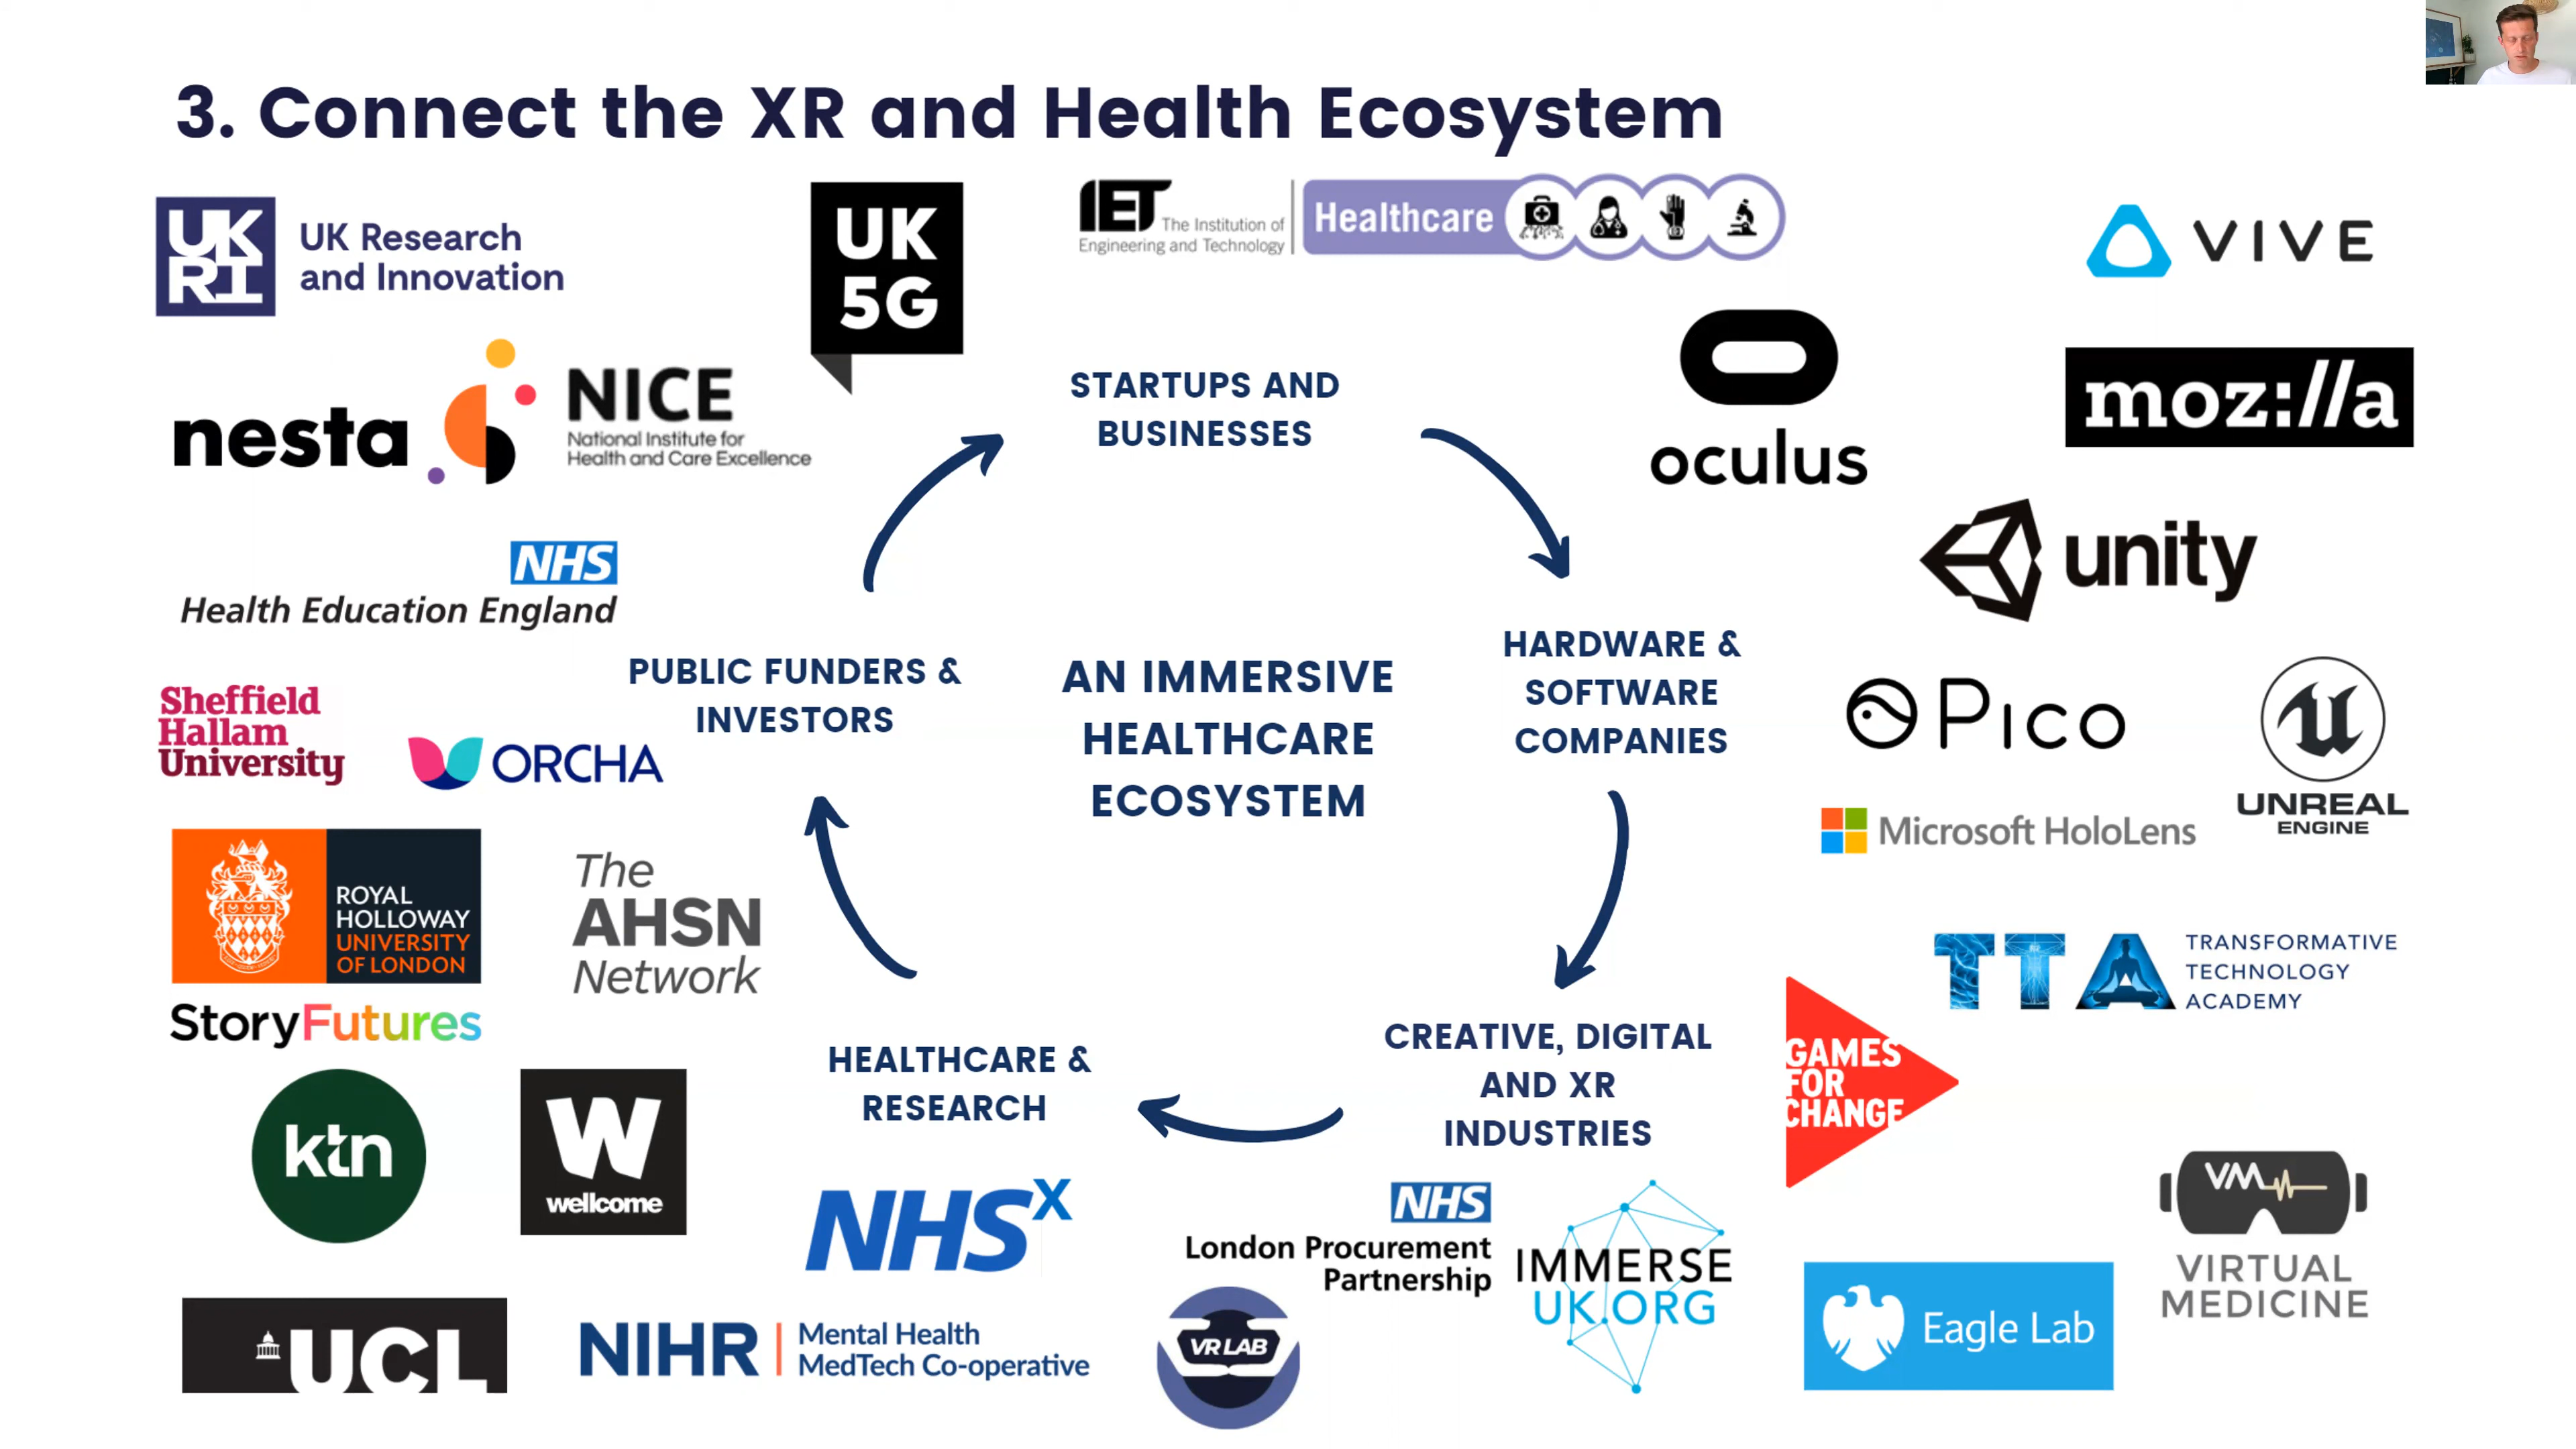 3. Connect the XR and Health Ecosystem
UK
RI
UK Research
and Innovation
UK
5G
IET
The Institution of
Engineering and Technology
Healthcare
VIVE
nesta
NICE
National Institute for
Health and Care Excellence
STARTUPS AND
BUSINESSES
oculus
moz://a
unity
NHS
Health Education England
PUBLIC FUNDERS &
INVESTORS
AN IMMERSIVE
HEALTHCARE
ECOSYSTEM
HARDWARE &
SOFTWARE
COMPANIES
Sheffield
Hallam
University
ORCHA
Pico
UNREAL
ENGINE
Microsoft HoloLens
ROYAL
HOLLOWAY
UNIVERSITY
OF LONDON
StoryFutures
The
AHSN
Network
TTA
TRANSFORMATIVE
TECHNOLOGY
ACADEMY
GAMES
FOR
CHANGE
HEALTHCARE &
RESEARCH
CREATIVE, DIGITAL
AND XR
INDUSTRIES
ktn
W
wellcome
NHSX
NHS
London Procurement
Partnership
IMMERSE
UK.ORG
VM
VIRTUAL
MEDICINE
UCL
NIHR
Mental Health
MedTech Co-operative
VR LAB
Eagle Lab